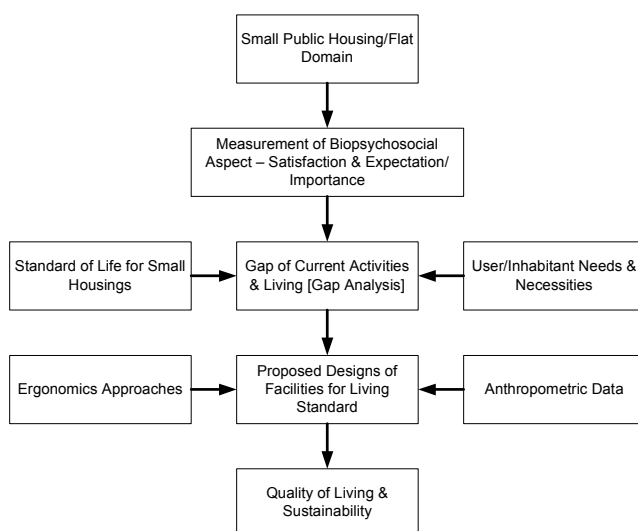 Small Public Housing/Flat
Domain
Measurement of Biopsychosocial
Aspect – Satisfaction & Expectation/
Importance
Standard of Life for Small
Housings
Gap of Current Activities
& Living [Gap Analysis]
User/Inhabitant Needs &
Necessities
Ergonomics Approaches
Proposed Designs of
Facilities for Living
Standard
Anthropometric Data
Quality of Living &
Sustainability